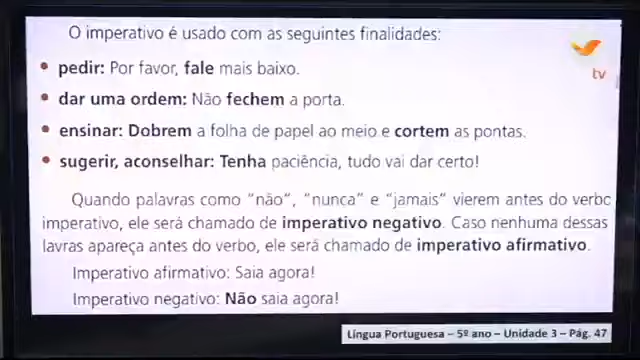 O imperativo é usado com as seguintes finalidades:
• pedir: Por favor, fale mais baixo.
• dar uma ordem: Não fechem a porta.
• ensinar: Dobrem a folha de papel ao meio e cortem as pontas.
• sugerir, aconselhar: Tenha paciência, tudo vai dar certo!
tv
Quando palavras como “não”, “nunca” e “jamais” vierem antes do verbo
imperativo, ele será chamado de imperativo negativo. Caso nenhuma dessas
lavras apareça antes do verbo, ele será chamado de imperativo afirmativo.
Imperativo afirmativo: Saia agora!
Imperativo negativo: Não saia agora!
Língua Portuguesa – 5º ano – Unidade 3 – Pág. 47